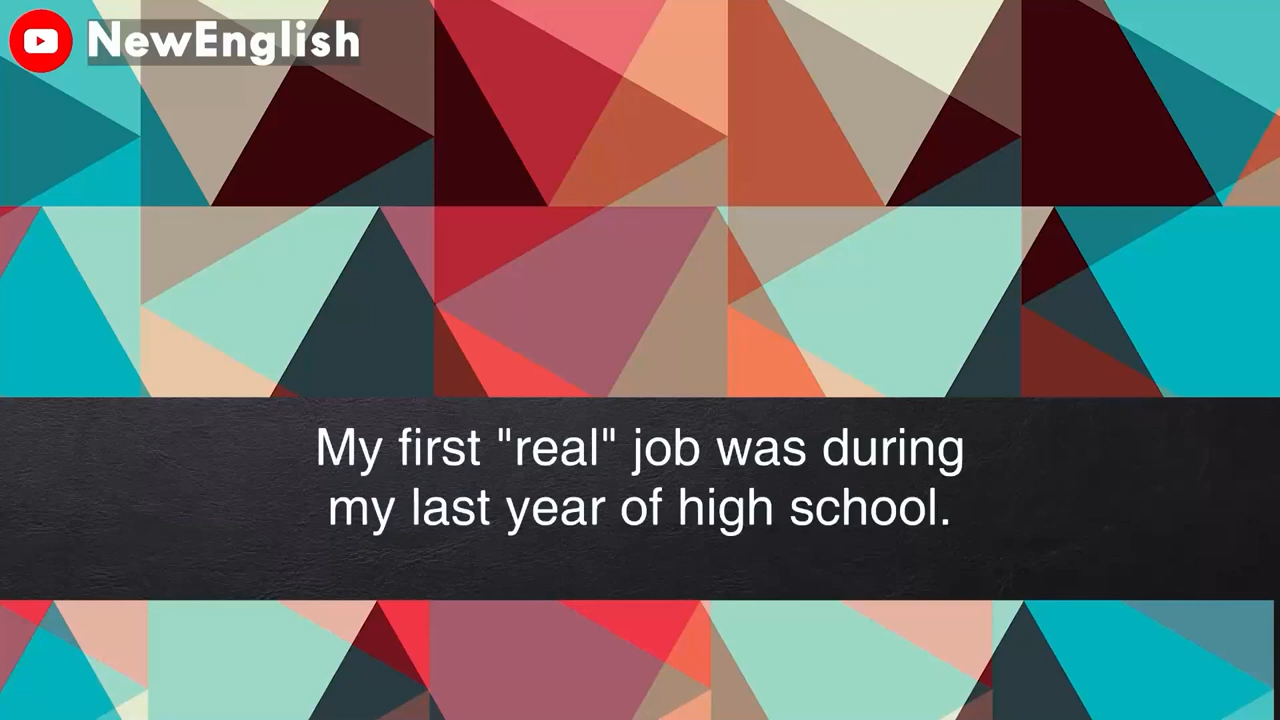 NewEnglish
My first "real" job was during
my last year of high school.